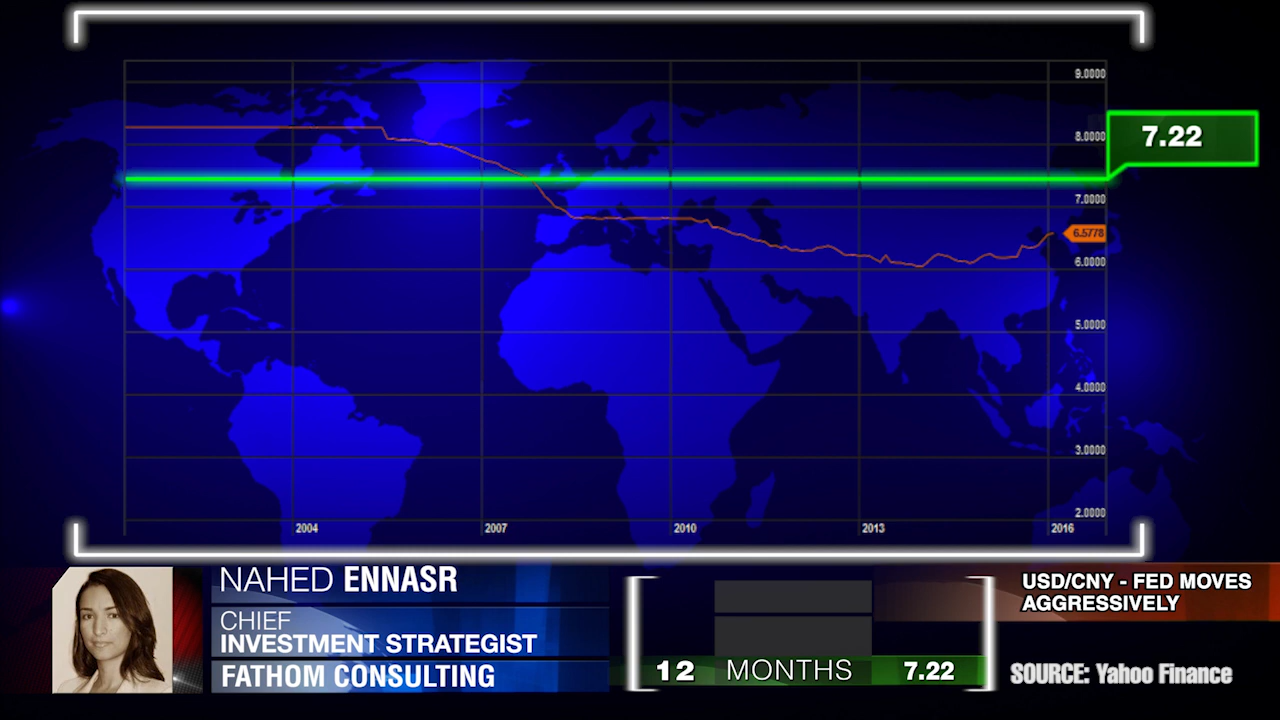 9.0000
8.0000
7.22
7.0000
6.5778
6.0000
5.0000
4.0000
3.0000
2.0000
2004 2007 2010 2013 2016
NAHED ENNASR
CHIEF
INVESTMENT STRATEGIST
FATHOM CONSULTING
12 MONTHS 7.22
USD/CNY - FED MOVES
AGGRESSIVELY
SOURCE: Yahoo Finance